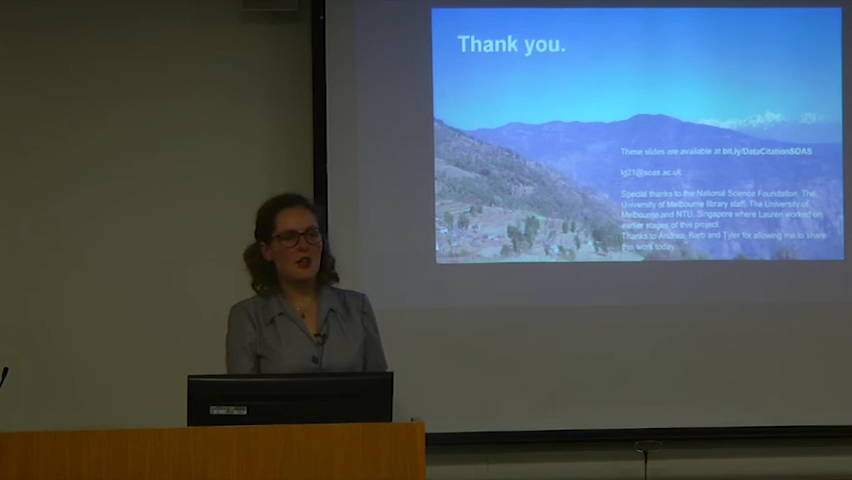 Thank you.
These slides are available at bit.ly/DataCitationSOAS
lg21@soas.ac.uk
Special thanks to the National Science Foundation, The
University of Melbourne library staff, The University of
Melbourne and NTU, Singapore where Lauren worked on
earlier stages of this project.
Thanks to Andrea, Barb and Tyler for allowing me to share
this work today.